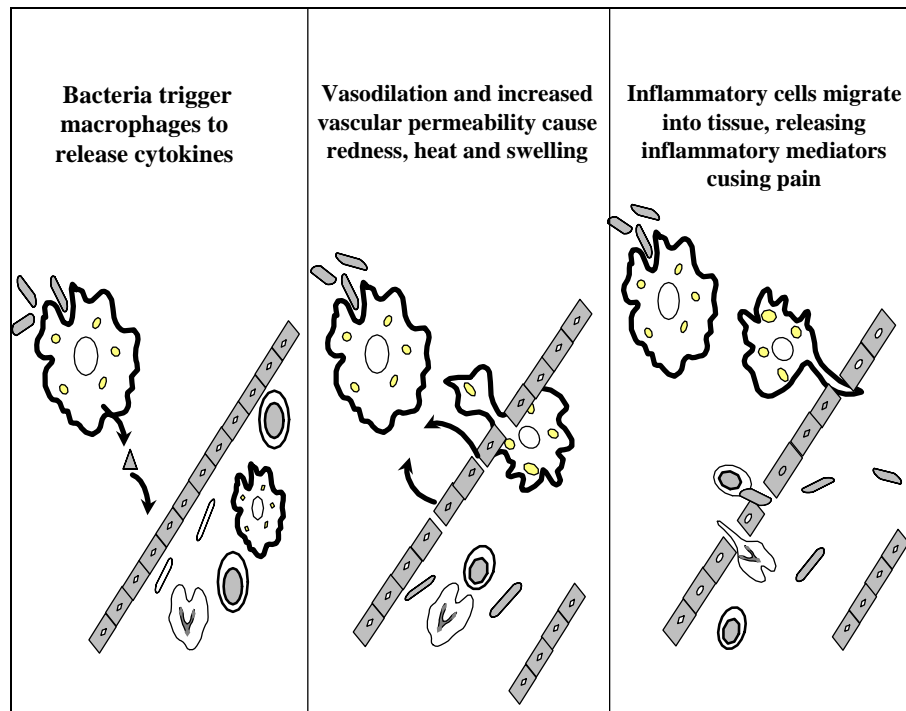 Bacteria trigger
macrophages to
release cytokines
Vasodilation and increased
vascular permeability cause
redness, heat and swelling
Inflammatory cells migrate
into tissue, releasing
inflammatory mediators
cusing pain